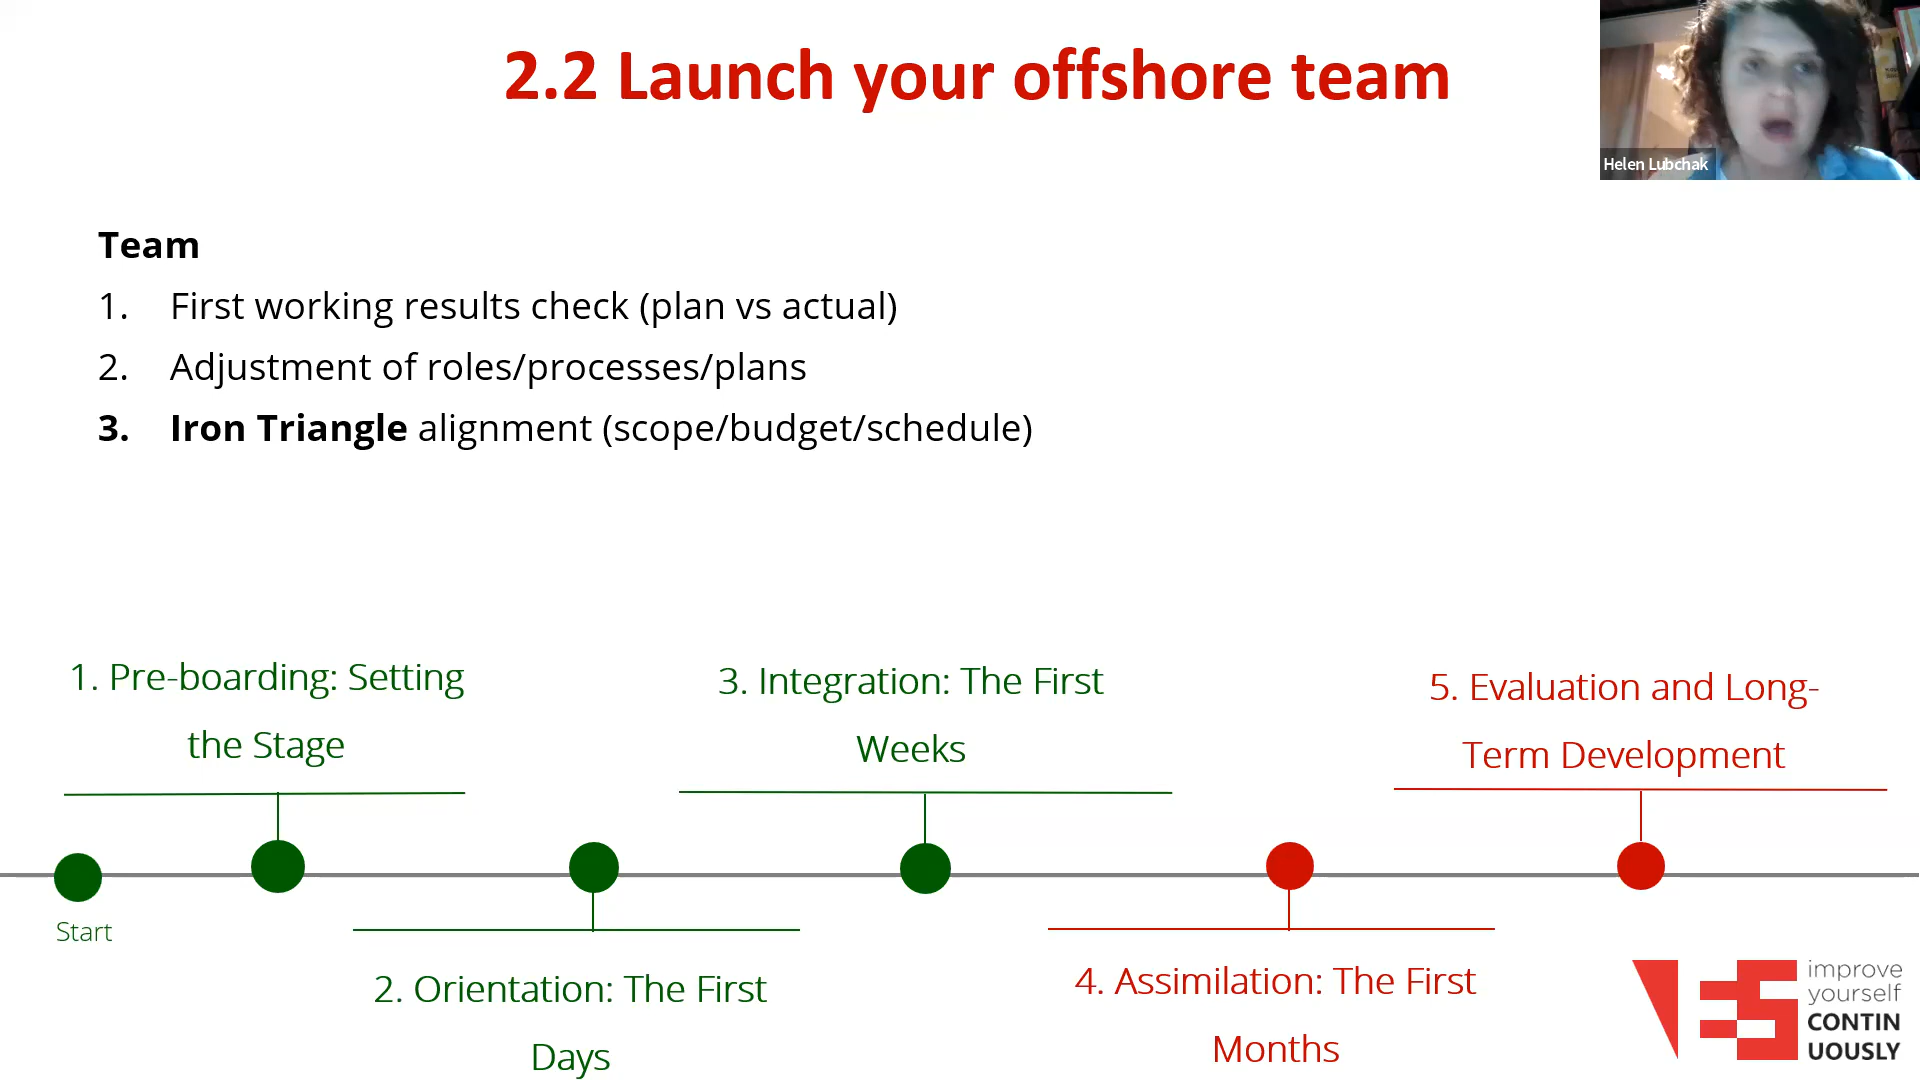 2.2 Launch your offshore team
Helen Lubchak
Team
1. First working results check (plan vs actual)
2. Adjustment of roles/processes/plans
3. Iron Triangle alignment (scope/budget/schedule)
1. Pre-boarding: Setting
the Stage
3. Integration: The First
Weeks
5. Evaluation and Long-
Term Development
Start
2. Orientation: The First
Days
4. Assimilation: The First
Months
improve
yourself
CONTIN
UOUSLY